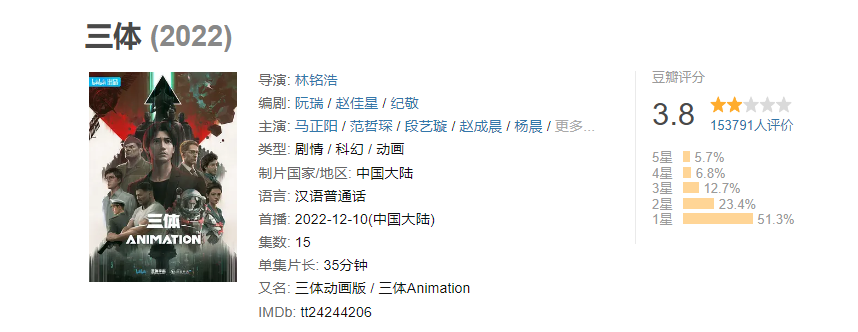 三体 (2022)
bilibili 出品
三体
ANIMATION
导演: 林铭浩
编剧: 阮瑞 / 赵佳星 / 纪敬
主演: 马正阳 / 范哲琛 / 段艺璇 / 赵成晨 / 杨晨 / 更多...
类型: 剧情 / 科幻 / 动画
制片国家/地区: 中国大陆
语言: 汉语普通话
首播: 2022-12-10(中国大陆)
集数: 15
单集片长: 35分钟
又名: 三体动画版 / 三体Animation
IMDb: tt24244206
豆瓣评分
3.8
153791人评价
5星 5.7%
4星 6.8%
3星 12.7%
2星 23.4%
1星 51.3%